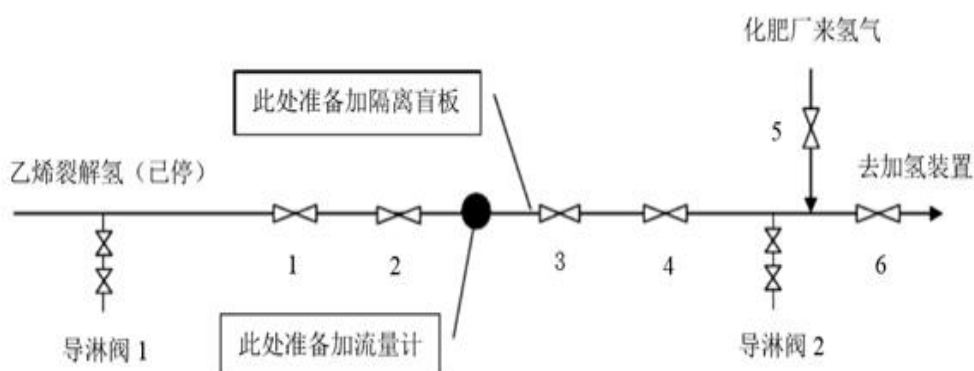 化肥厂来氢气
此处准备加隔离盲板
5
乙烯裂解氢（已停）
去加氢装置
1
2
3
4
6
导淋阀 1
此处准备加流量计
导淋阀 2